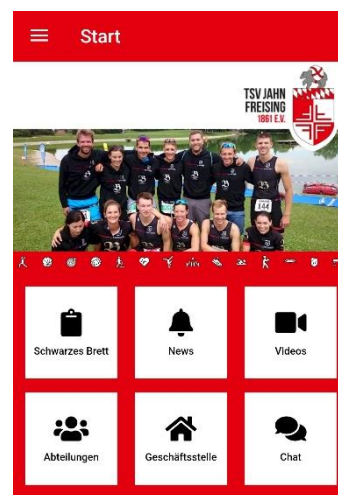 Start
TSV JAHN
FREISING
1861 E.V.
144
Schwarzes Brett
News
Videos
Abteilungen
Geschäftsstelle
Chat